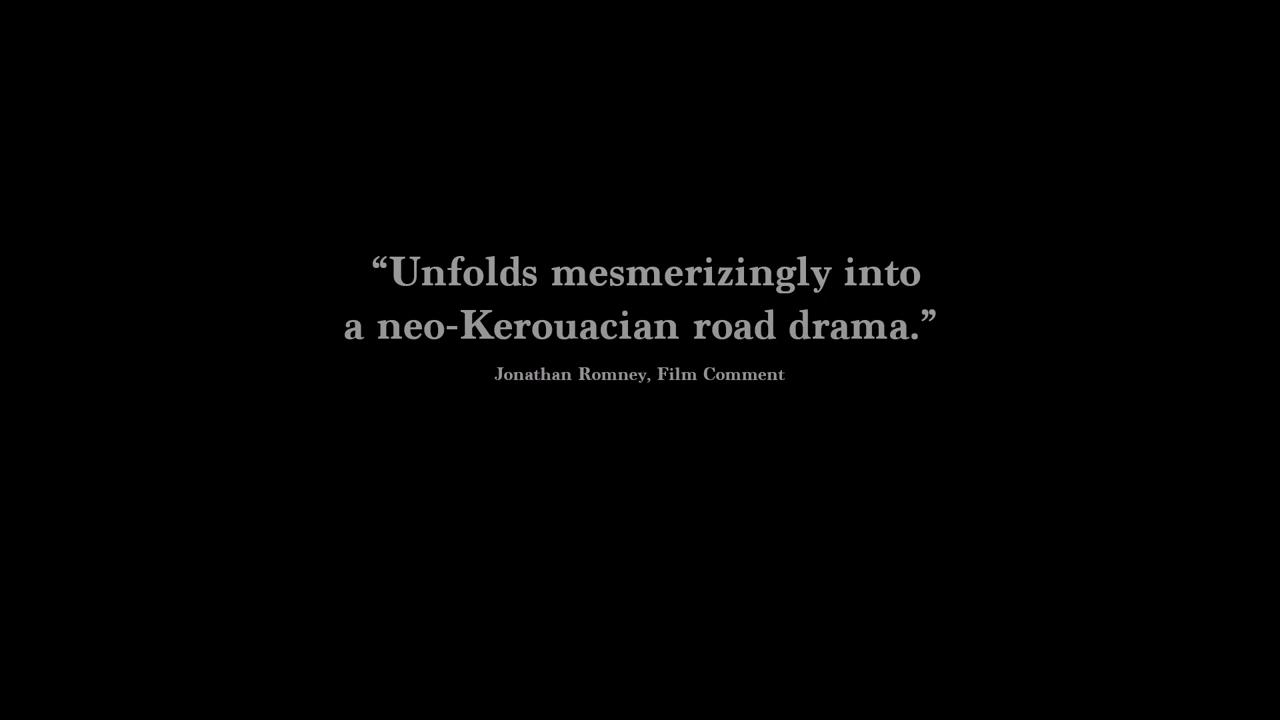 “Unfolds mesmerizingly into
a neo-Kerouacian road drama.”
Jonathan Romney, Film Comment